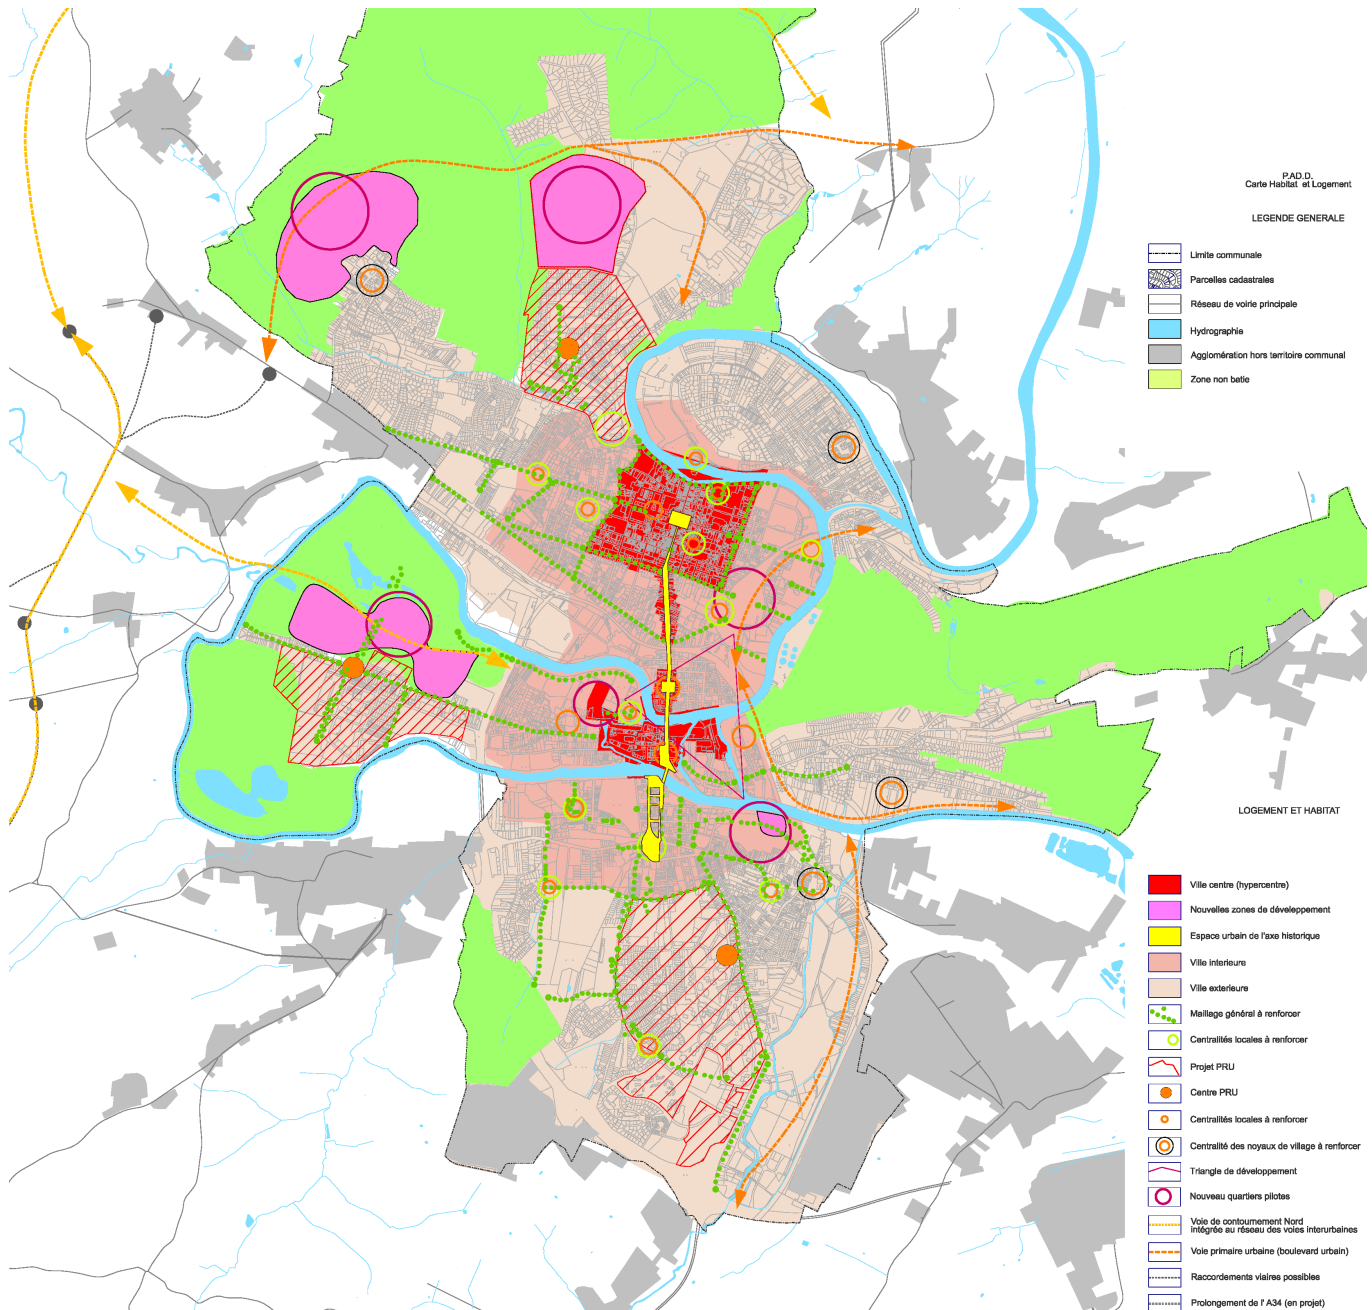 P.A.D.D.
Carte Habitat et Logement
LEGENDE GENERALE
Limite communale
Parcelles cadastrales
Réseau de voirie principale
Hydrographie
Agglomération hors territoire communal
Zone non batie
LOGEMENT ET HABITAT
Ville centre (hypercentre)
Nouvelles zones de développement
Espace urbain de l'axe historique
Ville interieure
Ville exterieure
Maillage général à renforcer
Centralités locales à renforcer
Projet PRU
Centre PRU
Centralités locales à renforcer
Centralité des noyaux de village à renforcer
Triangle de développement
Nouveau quartiers pilotes
Voie de contournement Nord
intégrée au réseau des voies interurbaines
Voie primaire urbaine (boulevard urbain)
Raccordements viaires possibles
Prolongement de l' A34 (en projet)